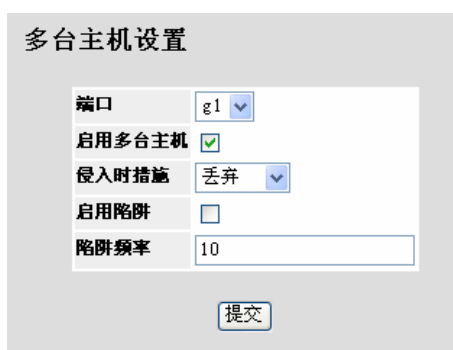 多台主机设置
端口 g1
启用多台主机
侵入时措施 丢弃
启用陷阱
陷阱频率 10
提交